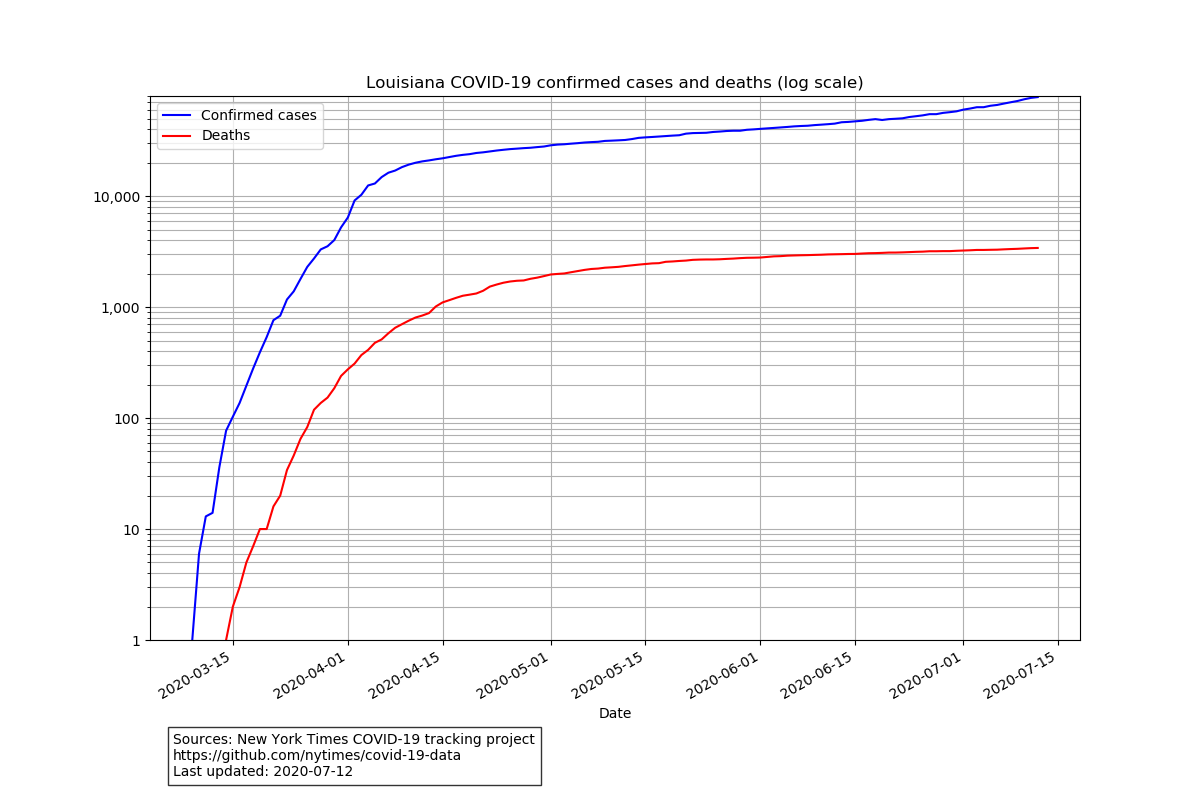 Louisiana COVID-19 confirmed cases and deaths (log scale)
Confirmed cases
Deaths
10,000
1,000
100
10
1
2020-03-15
2020-04-01
2020-04-15
2020-05-01
2020-05-15
2020-06-01
2020-06-15
2020-07-01
2020-07-15
Date
Sources: New York Times COVID-19 tracking project
https://github.com/nytimes/covid-19-data
Last updated: 2020-07-12